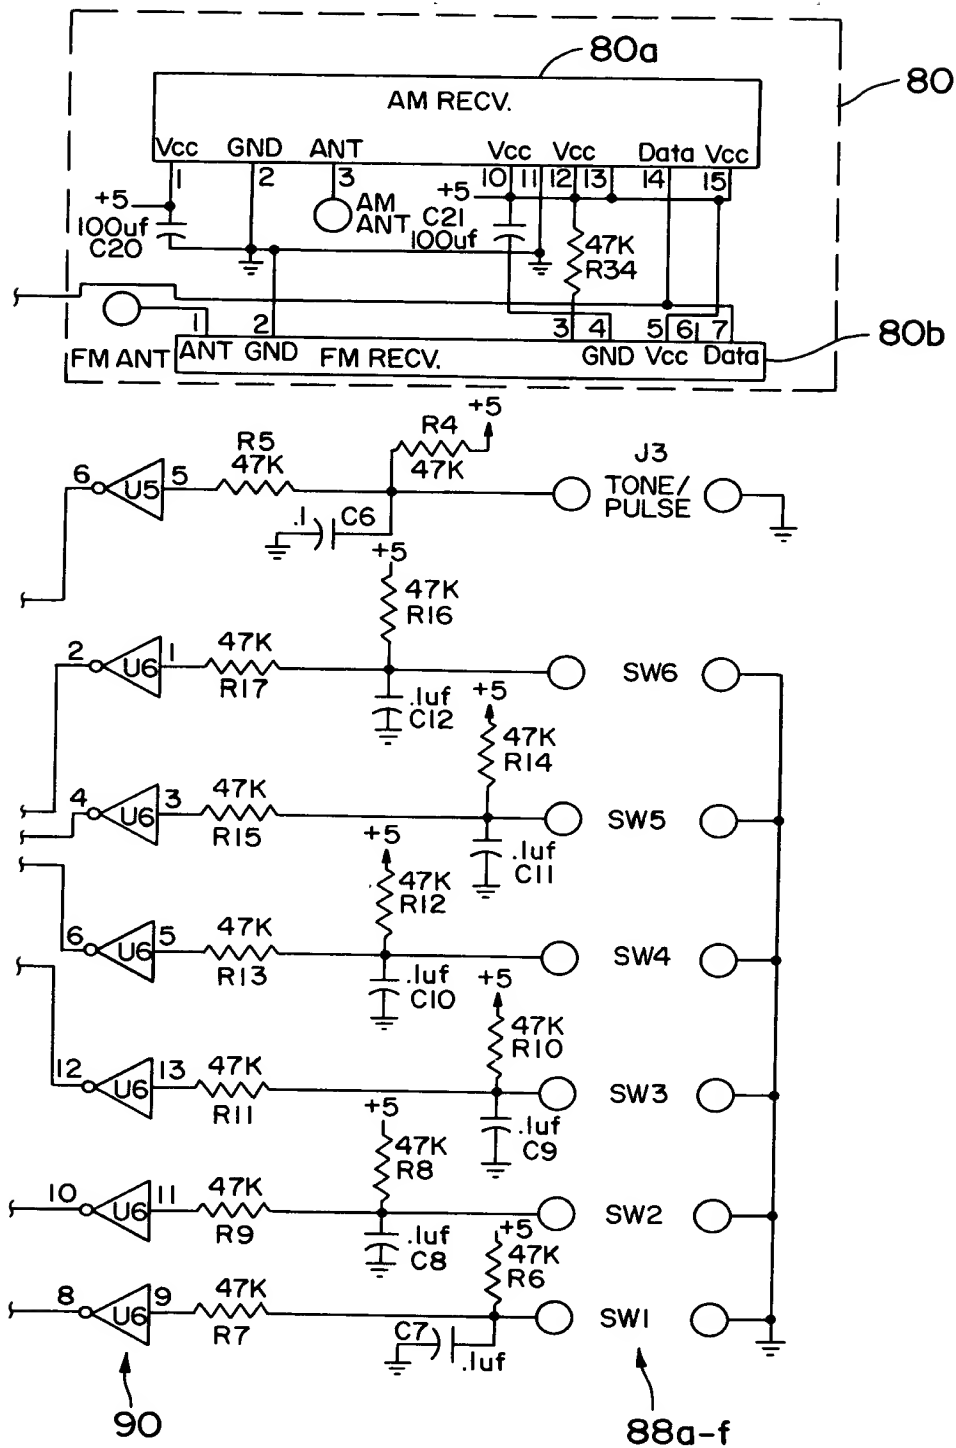 80a
80
AM RECV.
Vcc GND ANT Vcc Vcc Data Vcc
1 2 3 10 11 12 13 14 15
+5
100uf
C20
AM
ANT
+5
C21
100uf
47K
R34
1 2 3 4 5 6 7
FM ANT
ANT GND FM RECV. GND Vcc Data
80b
+5
R4
47K
R5
47K
6 U5 5
J3
TONE/
PULSE
.1 C6
+5
47K
R16
2 U6 1
47K
R17
SW6
.1uf
C12
+5
47K
R14
4 U6 3
47K
R15
SW5
+5
.1uf
C11
47K
R12
6 U6 5
47K
R13
SW4
.1uf
C10
+5
47K
R10
12 U6 13
47K
R11
SW3
+5
.1uf
C9
47K
R8
10 U6 11
47K
R9
SW2
.1uf
C8
+5
47K
R6
8 U6 9
47K
R7
SW1
C7
.1uf
90
88a-f